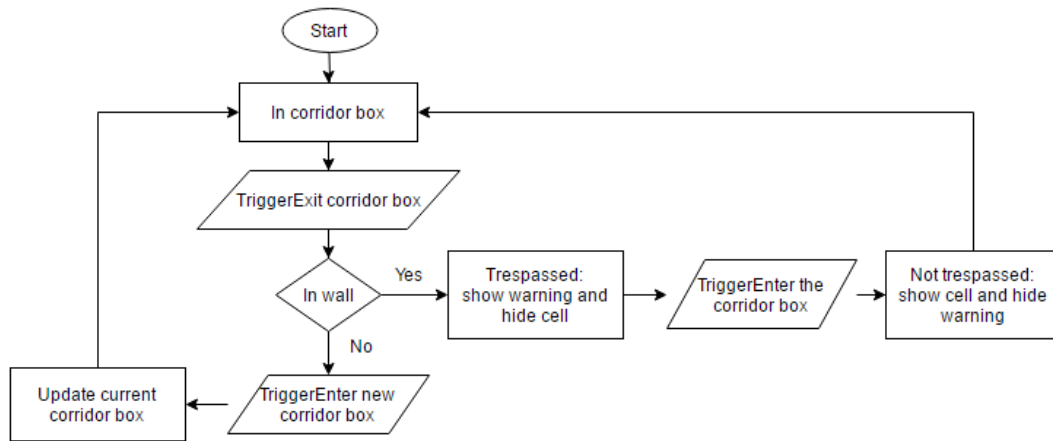 Start
In corridor box
TriggerExit corridor box
In wall
Yes
Trespassed:
show warning and
hide cell
TriggerEnter the
corridor box
Not trespassed:
show cell and hide
warning
No
TriggerEnter new
corridor box
Update current
corridor box